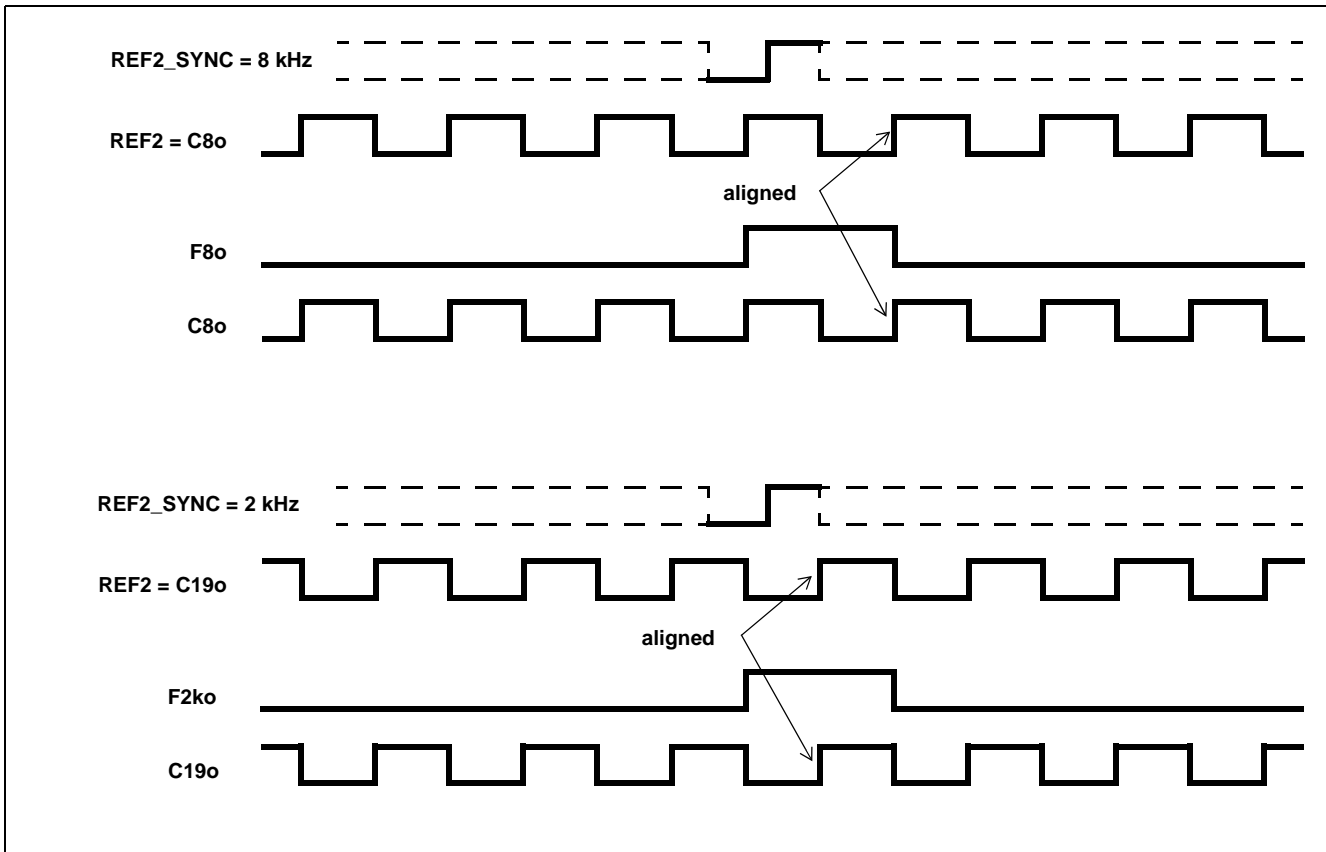 REF2_SYNC = 8 kHz
REF2 = C8o
aligned
F8o
C8o
REF2_SYNC = 2 kHz
REF2 = C19o
aligned
F2ko
C19o